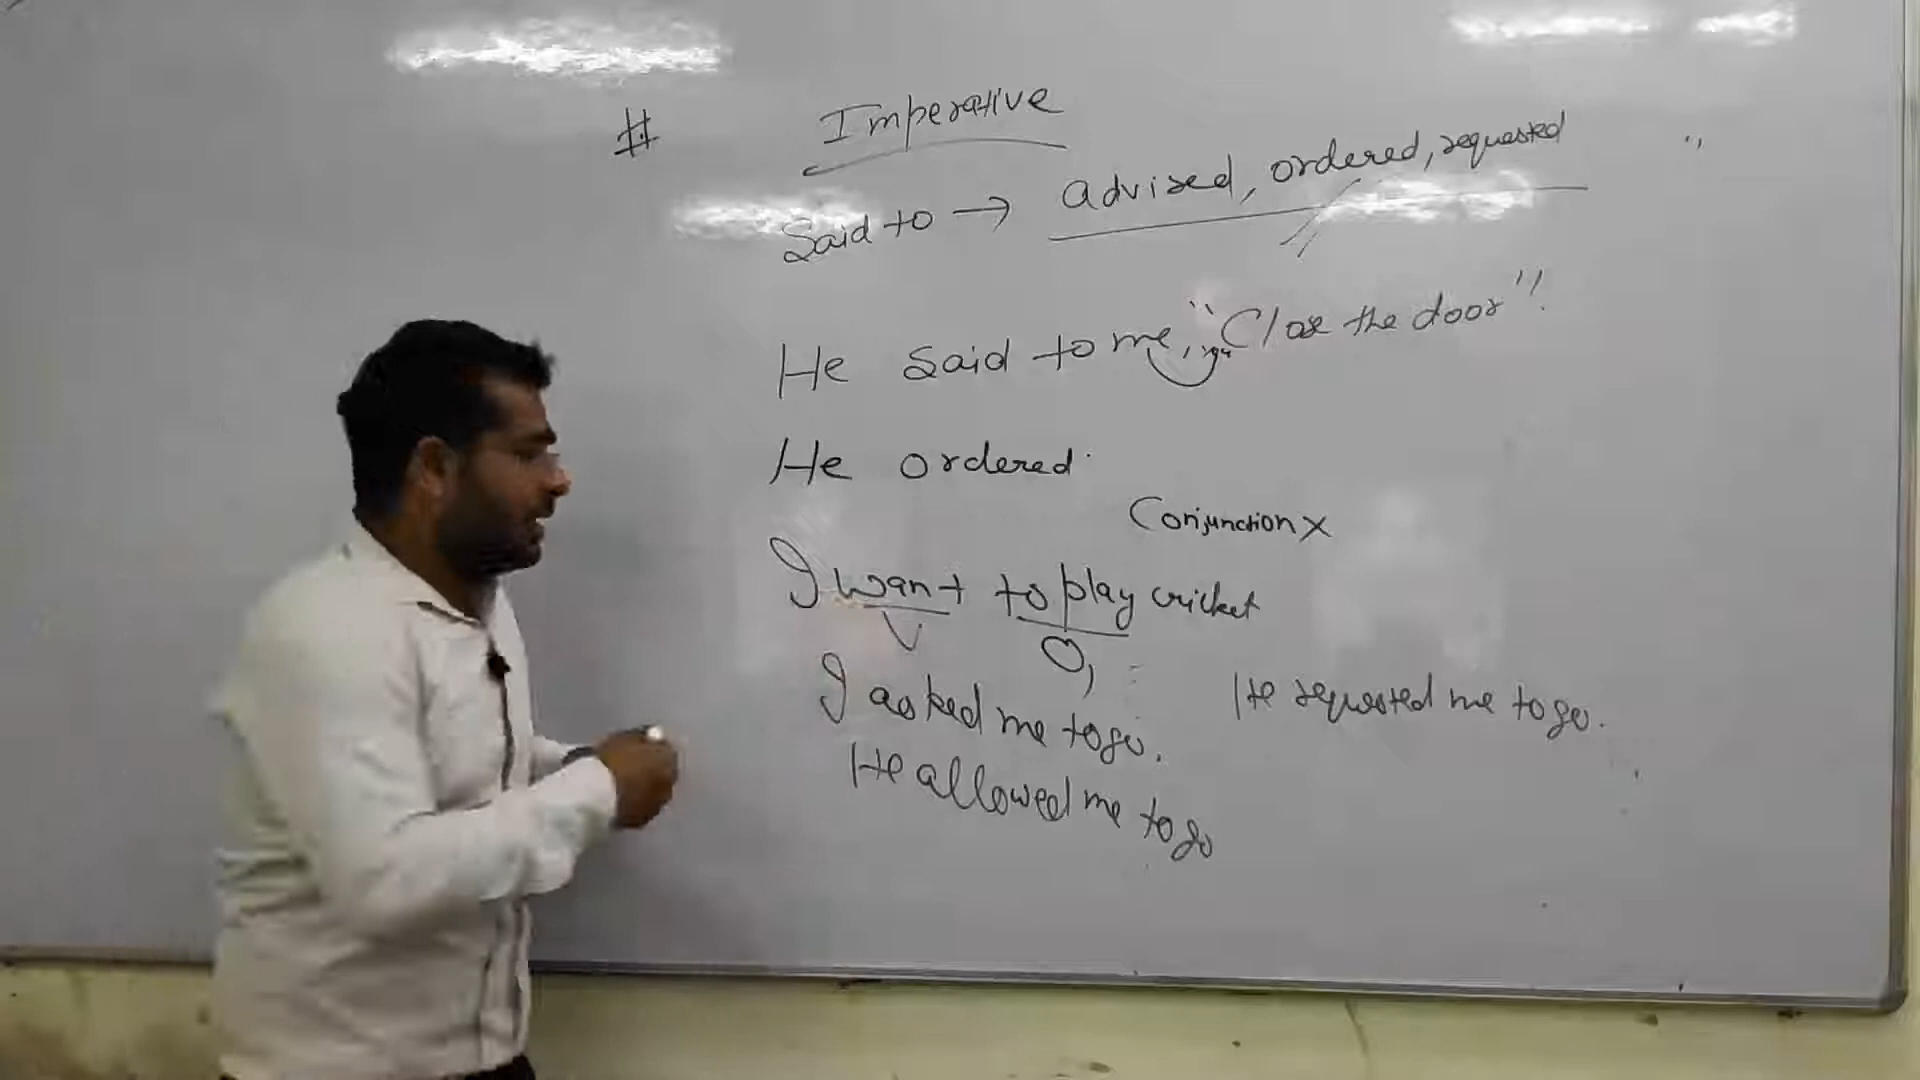 # Imperative
Said to → advised, ordered, requested
He said to me, "Close the door".
He ordered
Conjunction X
I want to play cricket
V O,
I asked me to go. He requested me to go.
He allowed me to go